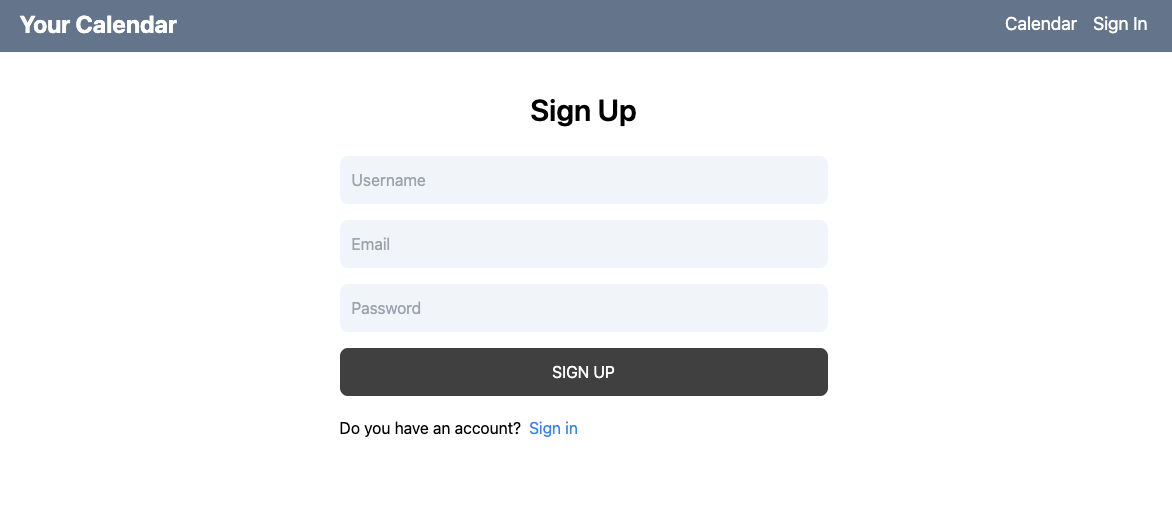 Your Calendar
Calendar Sign In
Sign Up
Username
Email
Password
SIGN UP
Do you have an account? Sign in